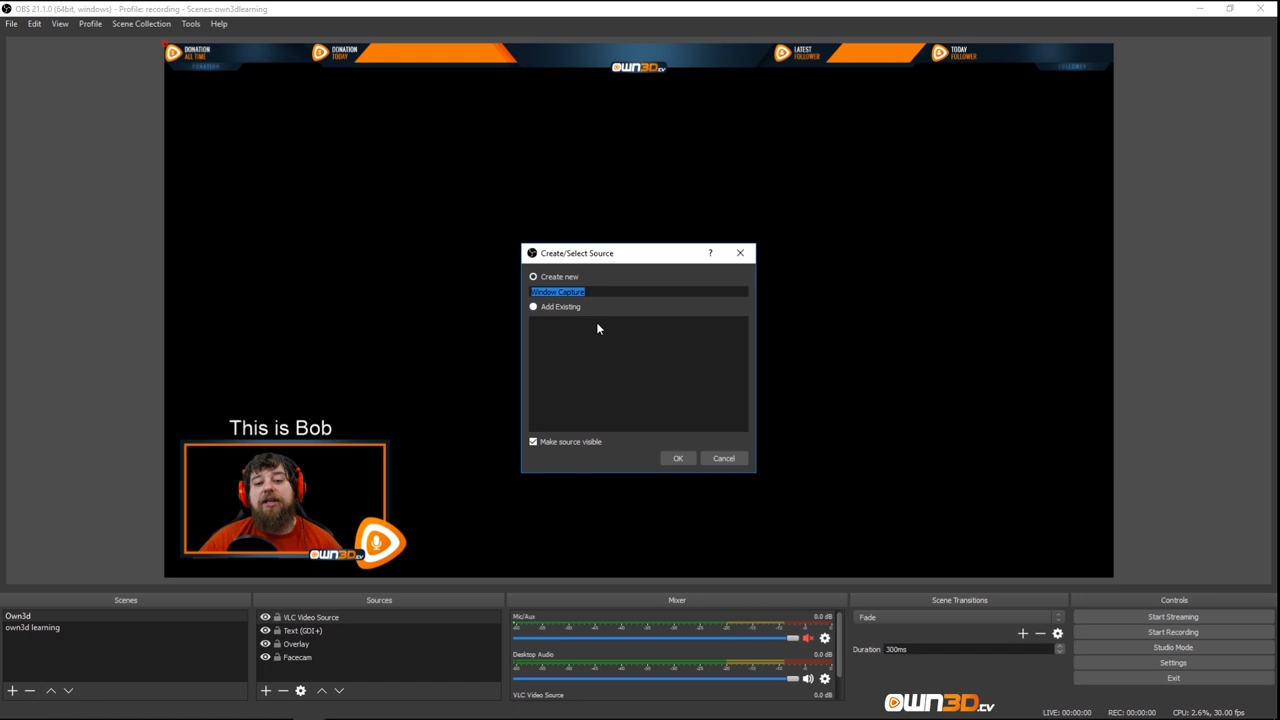 OBS 21.1.0 (64bit, windows) - Profile: recording - Scenes: own3dlearning
File Edit View Profile Scene Collection Tools Help
DONATION ALL TIME
DONATION TODAY
LATEST FOLLOWER
TODAY FOLLOWER
DONATION
FOLLOWER
OWN3D.TV
Create/Select Source ?
Create new
Window Capture
Add Existing
Make source visible
OK Cancel
This is Bob
OWN3D.TV
Scenes
Own3d
own3d learning
Sources
VLC Video Source
Text (GDI+)
Overlay
Facecam
Mixer
Mic/Aux 0.0 dB
Desktop Audio 0.0 dB
VLC Video Source 0.0 dB
Scene Transitions
Fade
Duration 300ms
Controls
Start Streaming
Start Recording
Studio Mode
Settings
Exit
OWN3D.TV
LIVE: 00:00:00 REC: 00:00:00 CPU: 2.6%, 30.00 fps